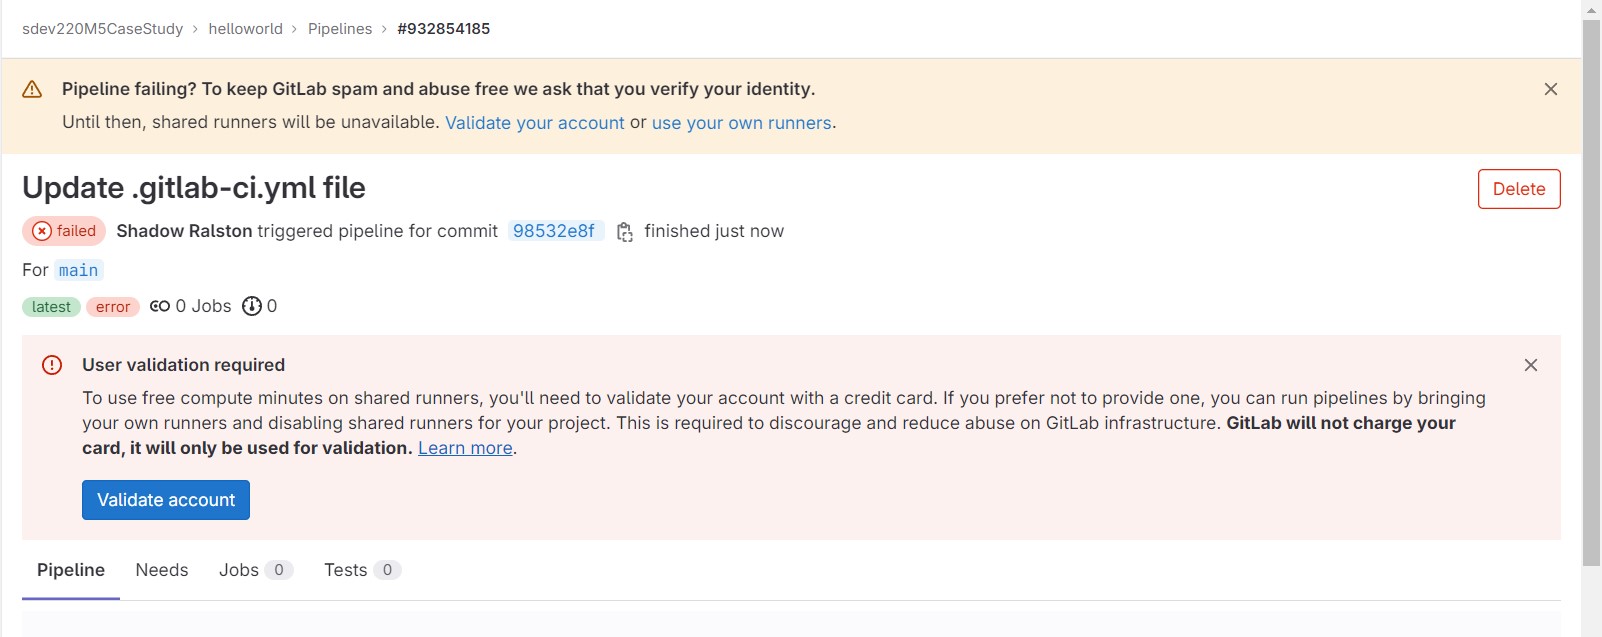 sdev220M5CaseStudy › helloworld › Pipelines › #932854185
Pipeline failing? To keep GitLab spam and abuse free we ask that you verify your identity.
Until then, shared runners will be unavailable. Validate your account or use your own runners.
Update .gitlab-ci.yml file
Delete
failed Shadow Ralston triggered pipeline for commit 98532e8f finished just now
For main
latest error 0 Jobs 0
User validation required
To use free compute minutes on shared runners, you'll need to validate your account with a credit card. If you prefer not to provide one, you can run pipelines by bringing
your own runners and disabling shared runners for your project. This is required to discourage and reduce abuse on GitLab infrastructure. GitLab will not charge your
card, it will only be used for validation. Learn more.
Validate account
Pipeline Needs Jobs 0 Tests 0